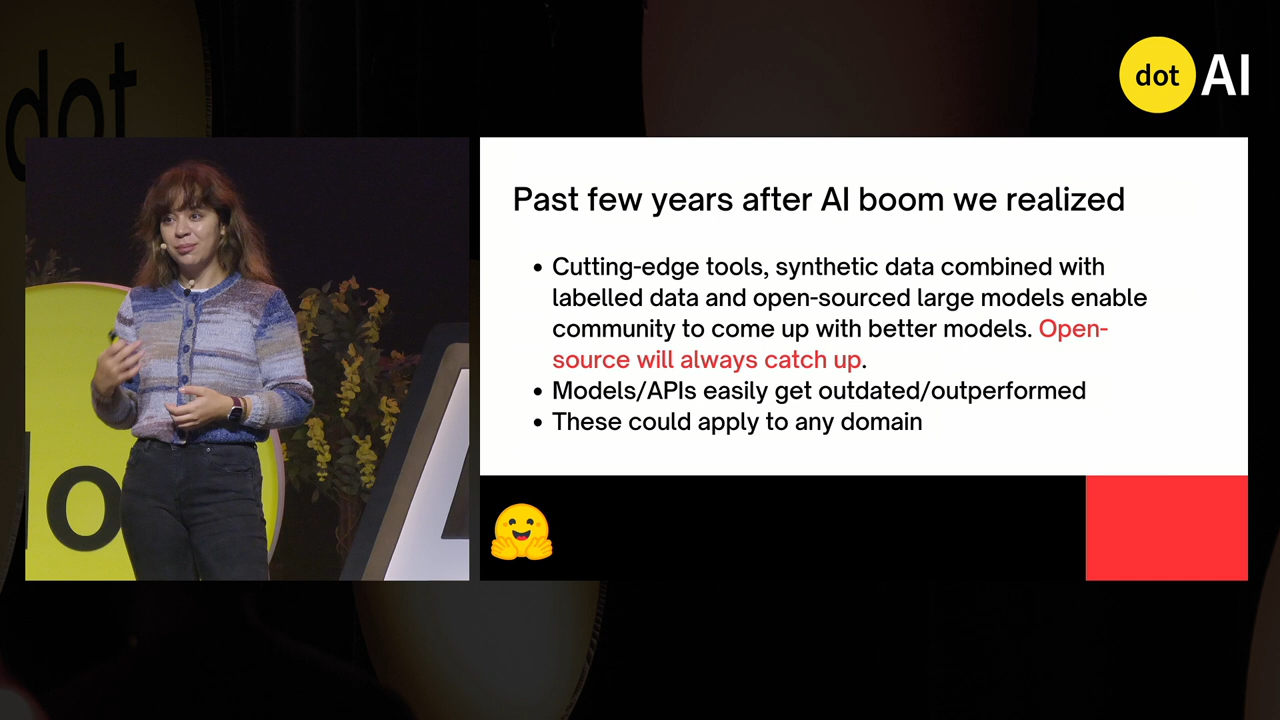 dot
dot AI
Past few years after AI boom we realized
• Cutting-edge tools, synthetic data combined with
labelled data and open-sourced large models enable
community to come up with better models. Open-
source will always catch up.
• Models/APIs easily get outdated/outperformed
• These could apply to any domain